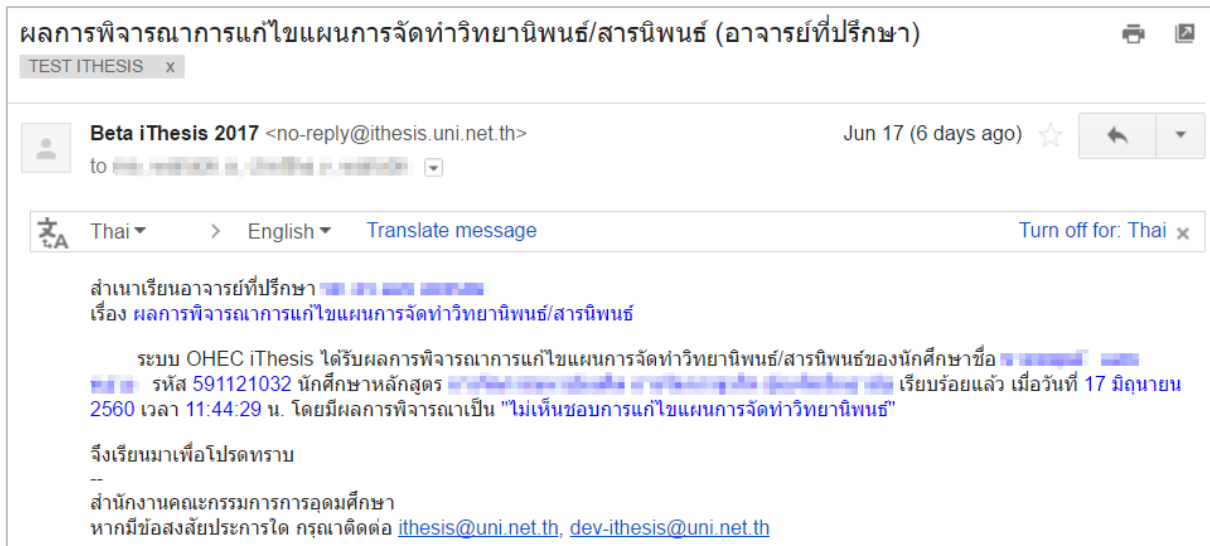 ผลการพิจารณาการแก้ไขแผนการจัดทำวิทยานิพนธ์/สารนิพนธ์ (อาจารย์ที่ปรึกษา)
TEST ITHESIS x
Beta iThesis 2017 <no-reply@ithesis.uni.net.th> Jun 17 (6 days ago)
to
Thai > English Translate message Turn off for: Thai x
สำเนาเรียนอาจารย์ที่ปรึกษา
เรื่อง ผลการพิจารณาการแก้ไขแผนการจัดทำวิทยานิพนธ์/สารนิพนธ์
ระบบ OHEC iThesis ได้รับผลการพิจารณาการแก้ไขแผนการจัดทำวิทยานิพนธ์/สารนิพนธ์ของนักศึกษาชื่อ
รหัส 591121032 นักศึกษาหลักสูตร เรียบร้อยแล้ว เมื่อวันที่ 17 มิถุนายน
2560 เวลา 11:44:29 น. โดยมีผลการพิจารณาเป็น "ไม่เห็นชอบการแก้ไขแผนการจัดทำวิทยานิพนธ์"
จึงเรียนมาเพื่อโปรดทราบ
--
สำนักงานคณะกรรมการการอุดมศึกษา
หากมีข้อสงสัยประการใด กรุณาติดต่อ ithesis@uni.net.th, dev-ithesis@uni.net.th